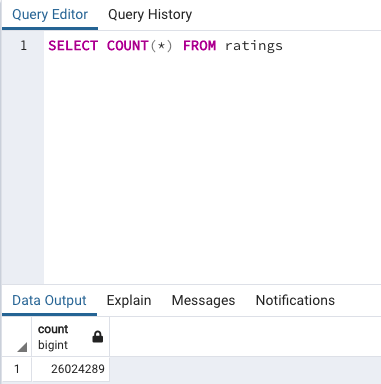 Query Editor Query History
1 SELECT COUNT(*) FROM ratings
Data Output Explain Messages Notifications
count
bigint
1 26024289